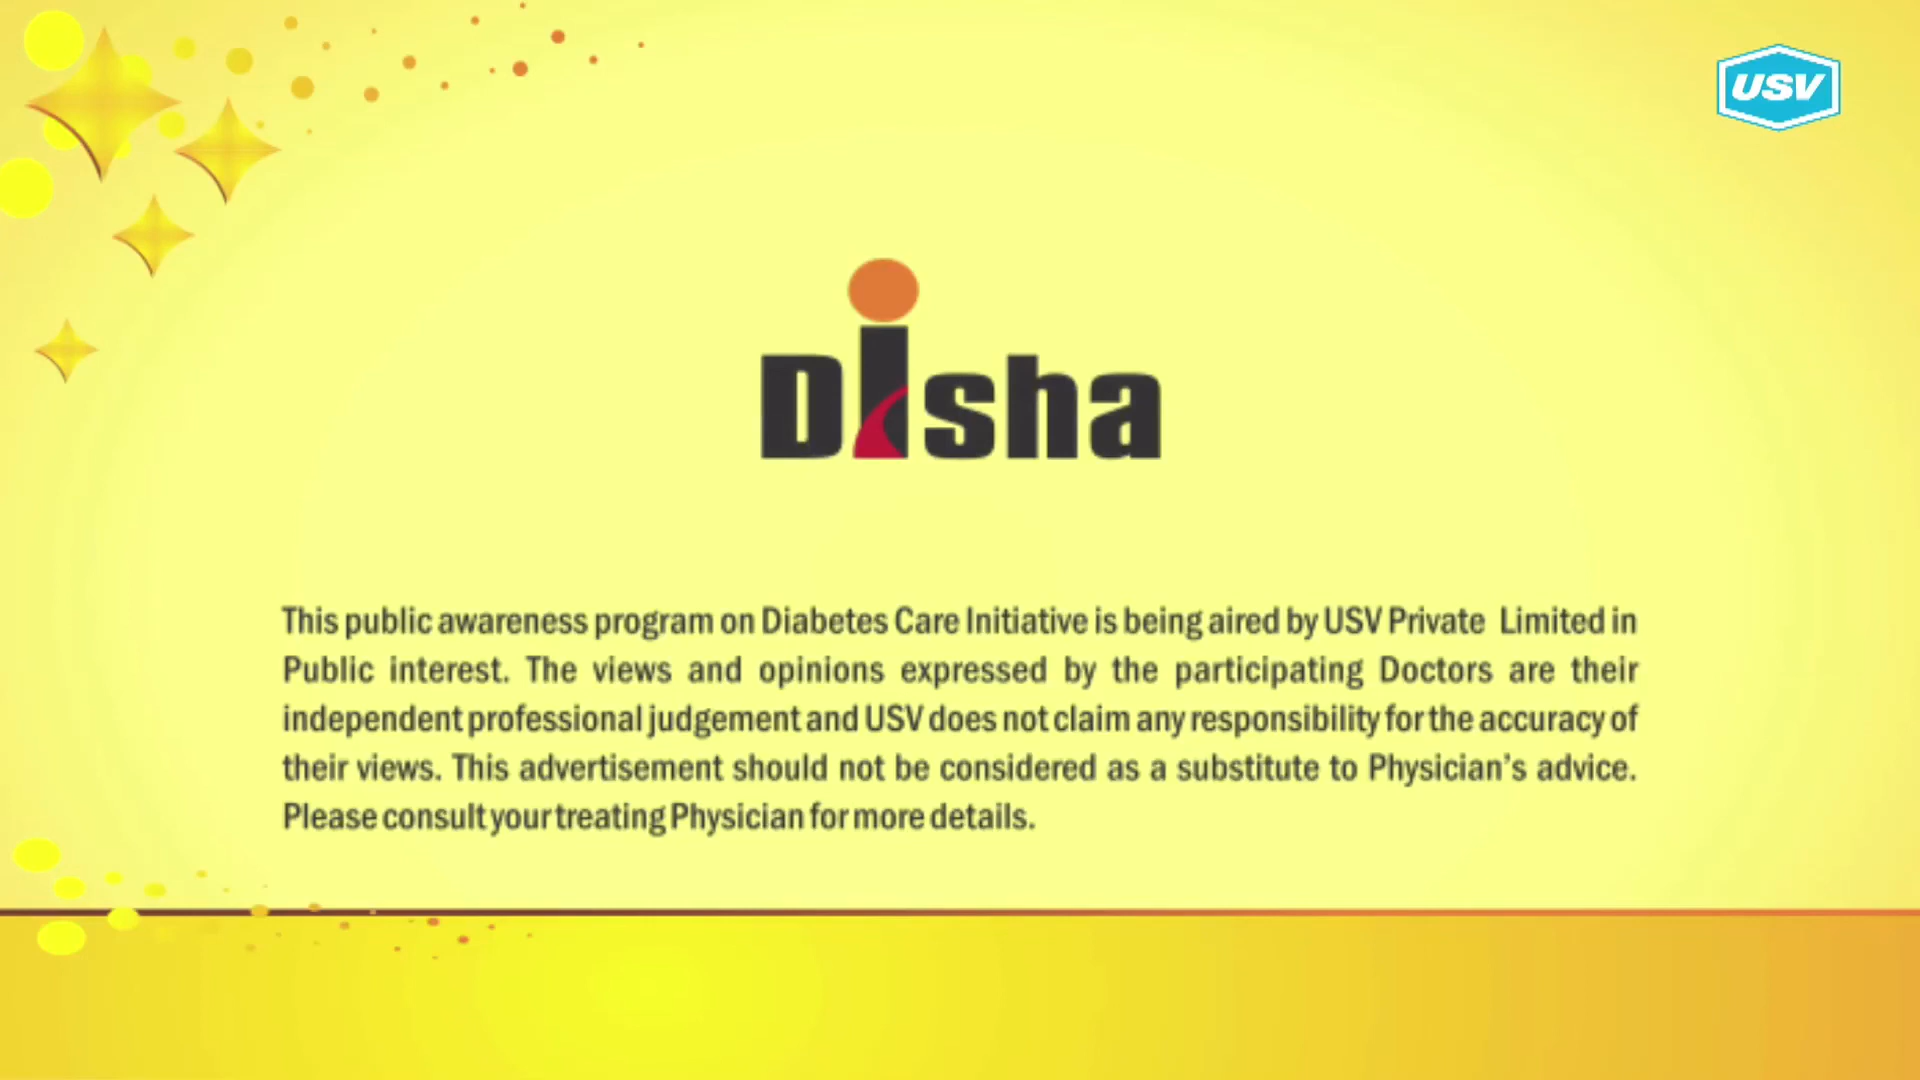 USV
Disha
This public awareness program on Diabetes Care Initiative is being aired by USV Private Limited in
Public interest. The views and opinions expressed by the participating Doctors are their
independent professional judgement and USV does not claim any responsibility for the accuracy of
their views. This advertisement should not be considered as a substitute to Physician's advice.
Please consult your treating Physician for more details.